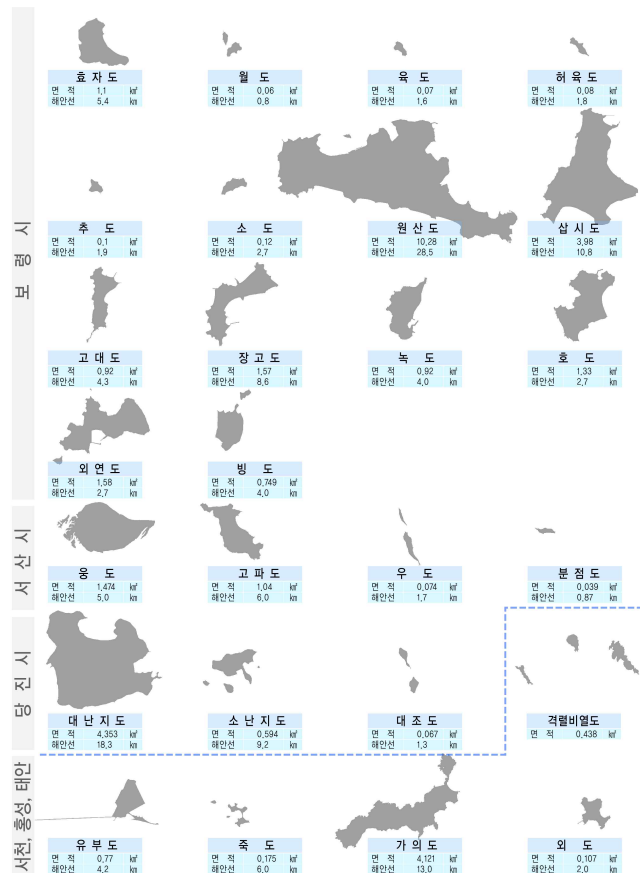 보령시
효자도 월도 육도 허육도
면 적 1.1 ㎢ 면 적 0.06 ㎢ 면 적 0.07 ㎢ 면 적 0.08 ㎢
해안선 5.4 ㎞ 해안선 0.8 ㎞ 해안선 1.6 ㎞ 해안선 1.8 ㎞
추도 소도 원산도 삽시도
면 적 0.1 ㎢ 면 적 0.12 ㎢ 면 적 10.28 ㎢ 면 적 3.98 ㎢
해안선 1.9 ㎞ 해안선 2.7 ㎞ 해안선 28.5 ㎞ 해안선 10.8 ㎞
고대도 장고도 녹도 호도
면 적 0.92 ㎢ 면 적 1.57 ㎢ 면 적 0.92 ㎢ 면 적 1.33 ㎢
해안선 4.3 ㎞ 해안선 8.6 ㎞ 해안선 4.0 ㎞ 해안선 2.7 ㎞
외연도 빙도
면 적 1.58 ㎢ 면 적 0.749 ㎢
해안선 2.7 ㎞ 해안선 4.0 ㎞
서산시
웅도 고파도 우도 분점도
면 적 1.474 ㎢ 면 적 1.04 ㎢ 면 적 0.074 ㎢ 면 적 0.039 ㎢
해안선 5.0 ㎞ 해안선 6.0 ㎞ 해안선 1.7 ㎞ 해안선 0.87 ㎞
당진시
대난지도 소난지도 대조도 격렬비열도
면 적 4.353 ㎢ 면 적 0.594 ㎢ 면 적 0.067 ㎢ 면 적 0.438 ㎢
해안선 18.3 ㎞ 해안선 9.2 ㎞ 해안선 1.3 ㎞
서천, 홍성, 태안
유부도 죽도 가의도 외도
면 적 0.77 ㎢ 면 적 0.175 ㎢ 면 적 4.121 ㎢ 면 적 0.107 ㎢
해안선 4.2 ㎞ 해안선 6.0 ㎞ 해안선 13.0 ㎞ 해안선 2.0 ㎞